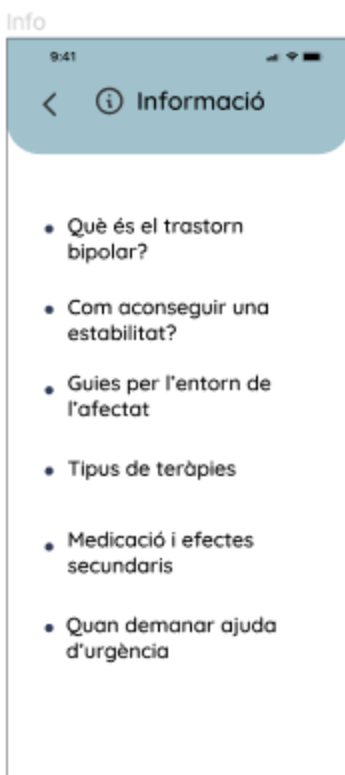 Info
9:41
Informació
Què és el trastorn
bipolar?
Com aconseguir una
estabilitat?
Guies per l'entorn de
l'afectat
Tipus de teràpies
Medicació i efectes
secundaris
Quan demanar ajuda
d'urgència